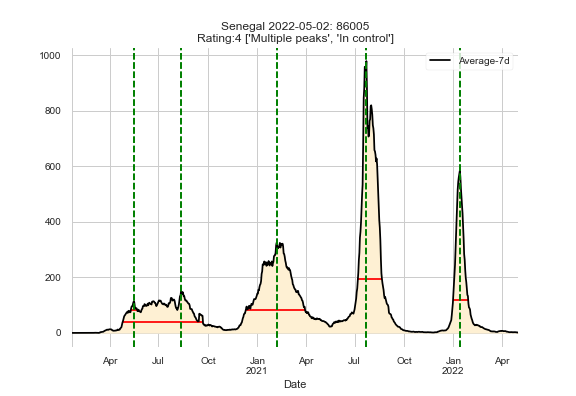 Senegal 2022-05-02: 86005
Rating:4 ['Multiple peaks', 'In control']
1000
Average-7d
800
600
400
200
0
Apr Jul Oct Jan Apr Jul Oct Jan Apr
2021 2022
Date